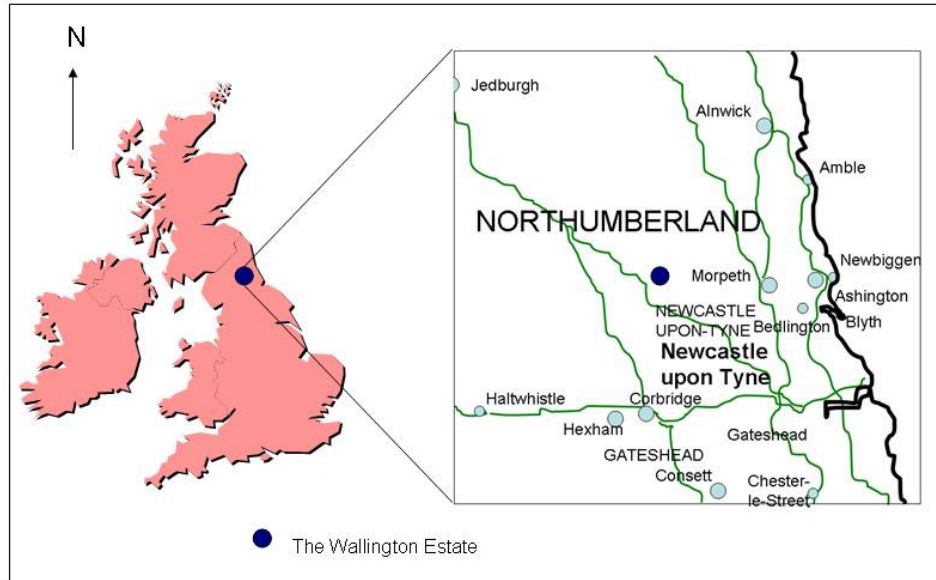 N
Jedburgh
Alnwick
Amble
NORTHUMBERLAND
Newbiggen
Morpeth
Ashington
NEWCASTLE
UPON-TYNE
Bedlington
Blyth
Newcastle
upon Tyne
Haltwhistle
Corbridge
Hexham
Gateshead
GATESHEAD
Consett
Chester-
le-Street
The Wallington Estate